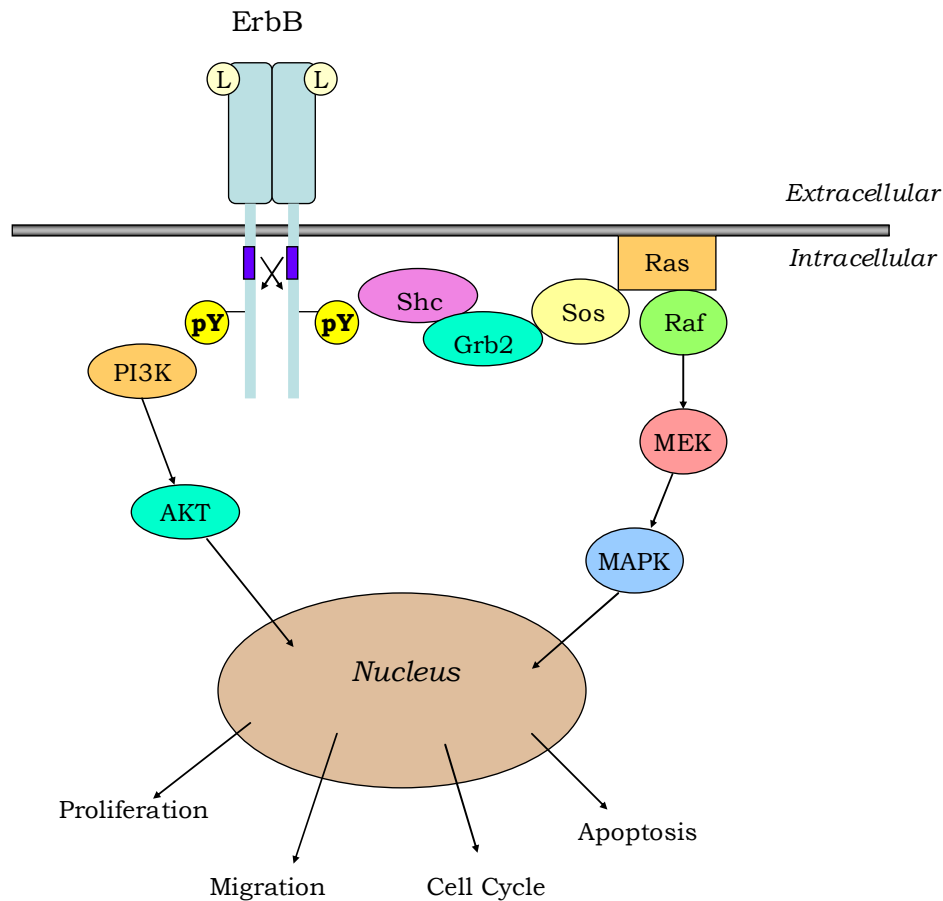 ErbB
L
L
Extracellular
Intracellular
Ras
Shc
Sos
pY
pY
Grb2
Raf
PI3K
MEK
AKT
MAPK
Nucleus
Proliferation
Apoptosis
Migration
Cell Cycle